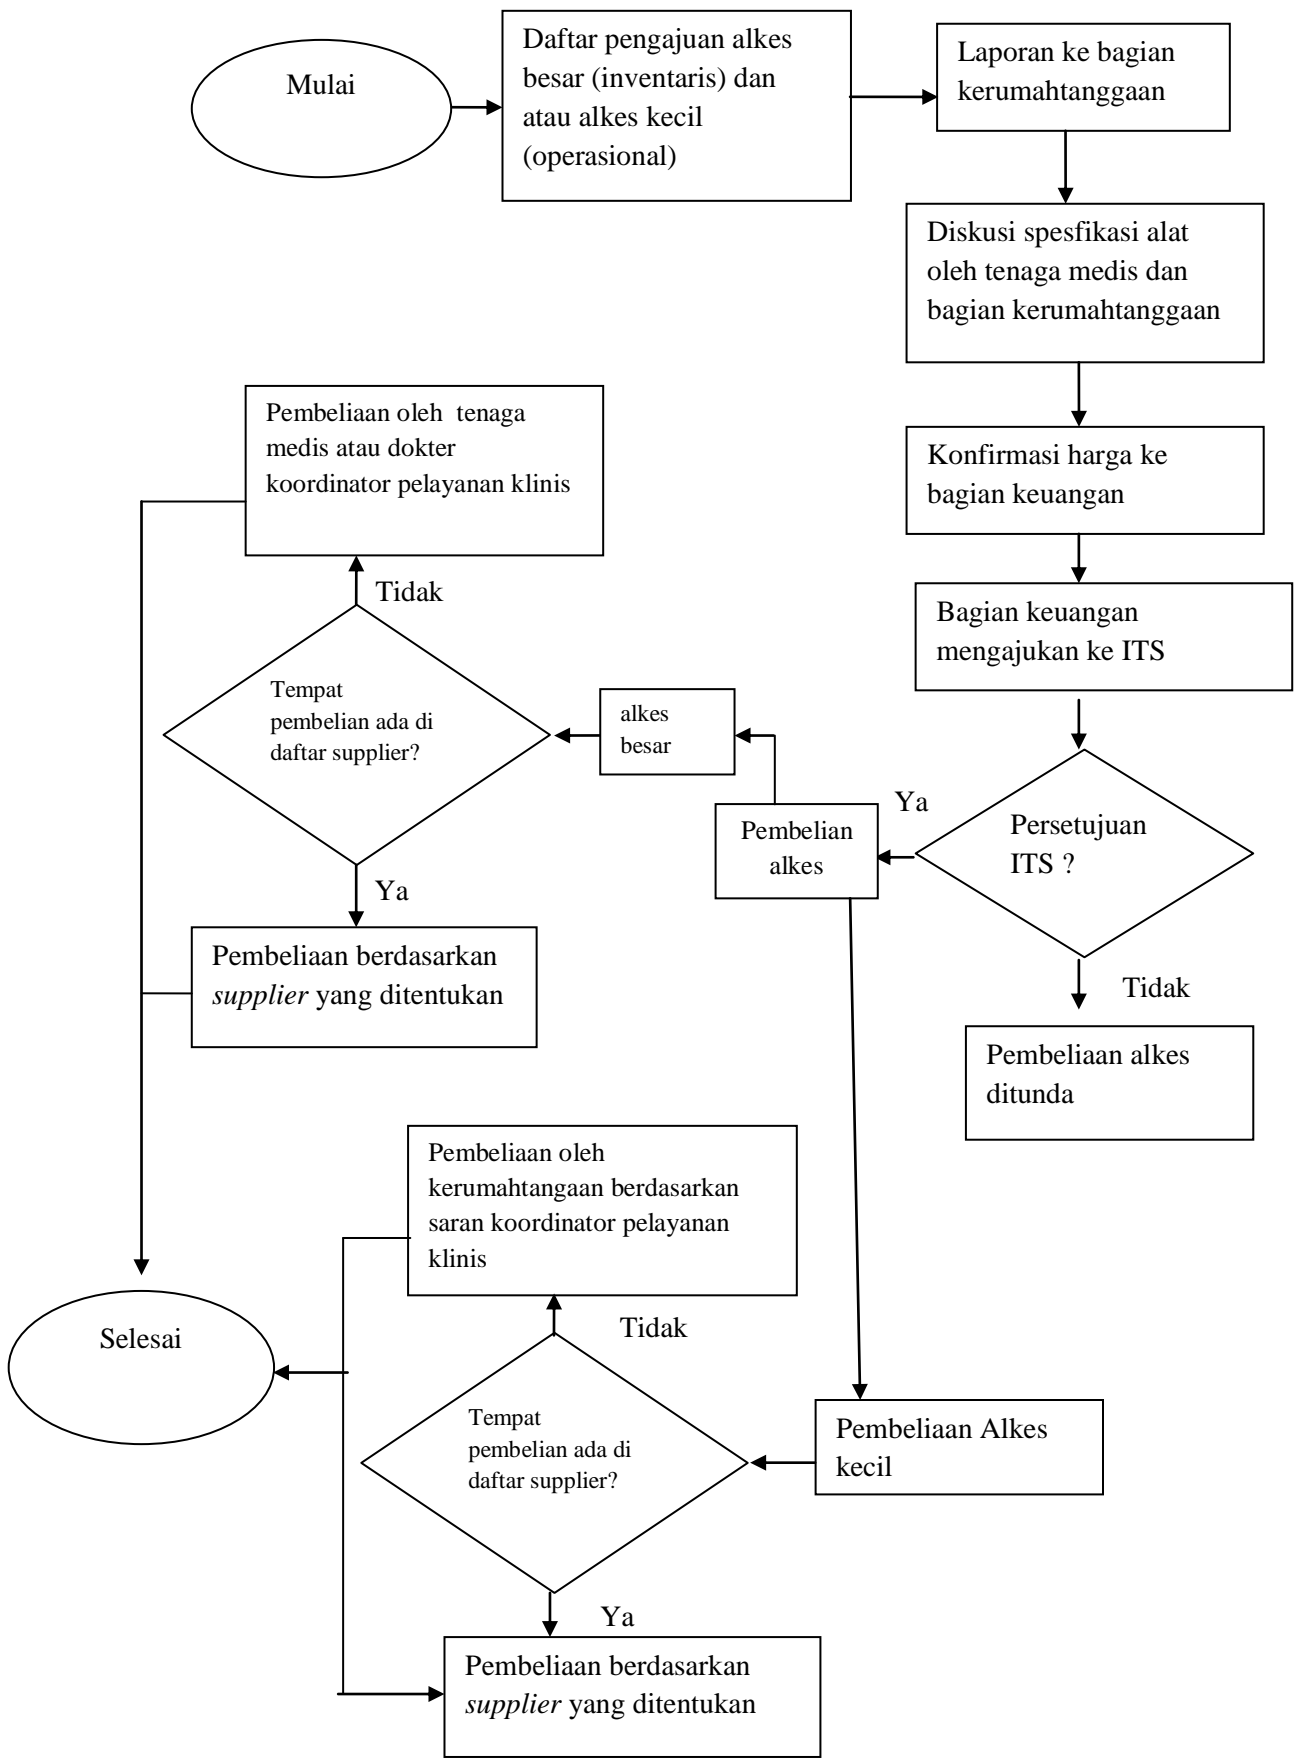 Mulai
Daftar pengajuan alkes
besar (inventaris) dan
atau alkes kecil
(operasional)
Laporan ke bagian
kerumahtanggaan
Diskusi spesfikasi alat
oleh tenaga medis dan
bagian kerumahtanggaan
Konfirmasi harga ke
bagian keuangan
Bagian keuangan
mengajukan ke ITS
Persetujuan
ITS ?
Tidak
Pembeliaan alkes
ditunda
Ya
Pembelian
alkes
alkes
besar
Tempat
pembelian ada di
daftar supplier?
Tidak
Pembeliaan oleh  tenaga
medis atau dokter
koordinator pelayanan klinis
Ya
Pembeliaan berdasarkan
supplier yang ditentukan
Pembeliaan Alkes
kecil
Tempat
pembelian ada di
daftar supplier?
Tidak
Pembeliaan oleh
kerumahtangaan berdasarkan
saran koordinator pelayanan
klinis
Ya
Pembeliaan berdasarkan
supplier yang ditentukan
Selesai